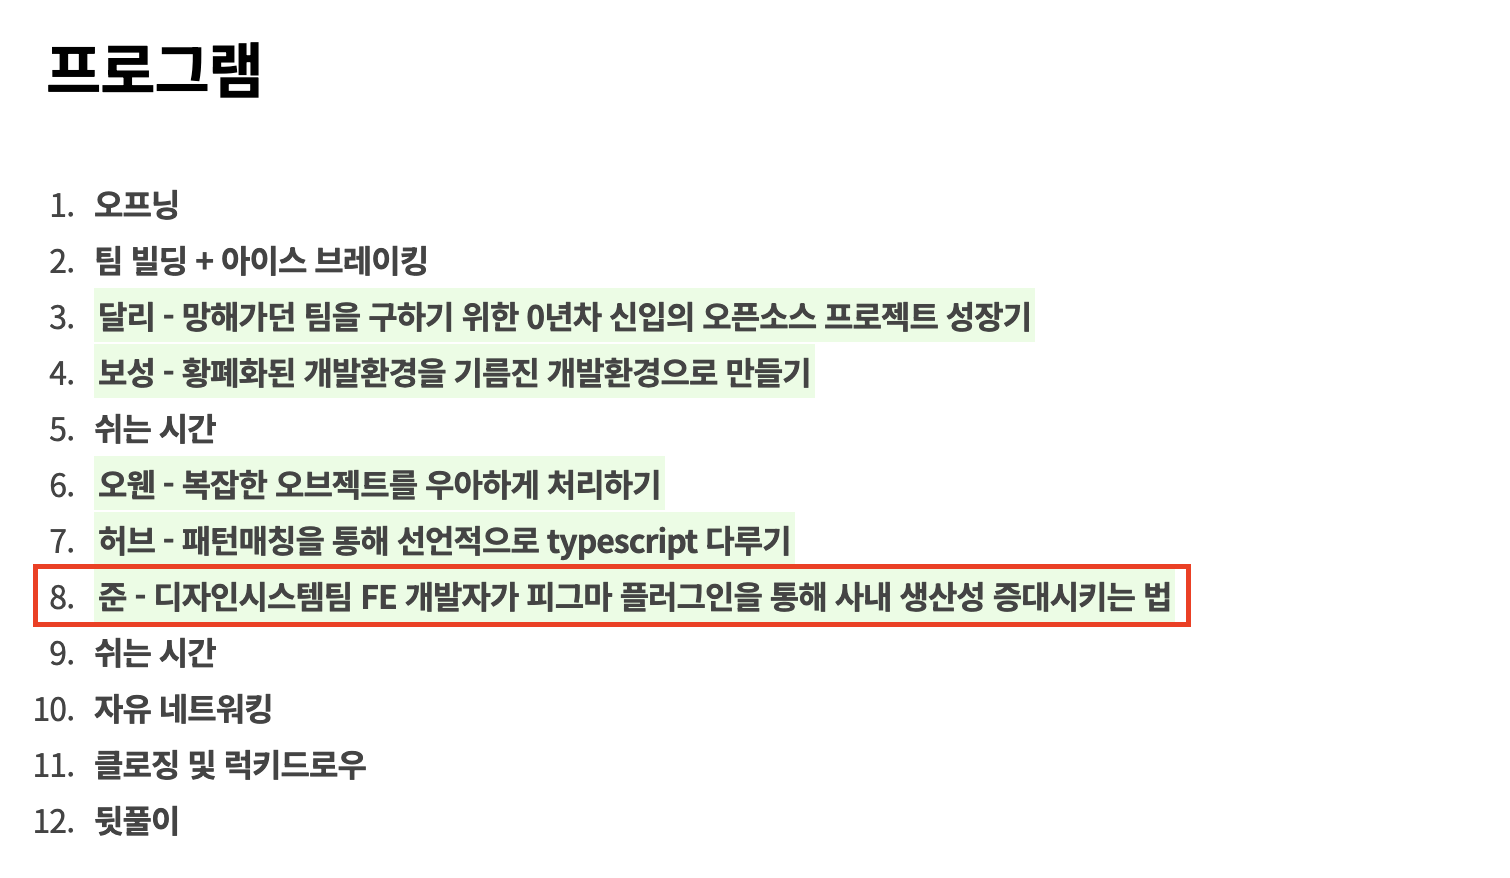 프로그램
1. 오프닝
2. 팀 빌딩 + 아이스 브레이킹
3. 달리 - 망해가던 팀을 구하기 위한 0년차 신입의 오픈소스 프로젝트 성장기
4. 보성 - 황폐화된 개발환경을 기름진 개발환경으로 만들기
5. 쉬는 시간
6. 오웬 - 복잡한 오브젝트를 우아하게 처리하기
7. 허브 - 패턴매칭을 통해 선언적으로 typescript 다루기
8. 준 - 디자인시스템팀 FE 개발자가 피그마 플러그인을 통해 사내 생산성 증대시키는 법
9. 쉬는 시간
10. 자유 네트워킹
11. 클로징 및 럭키드로우
12. 뒷풀이